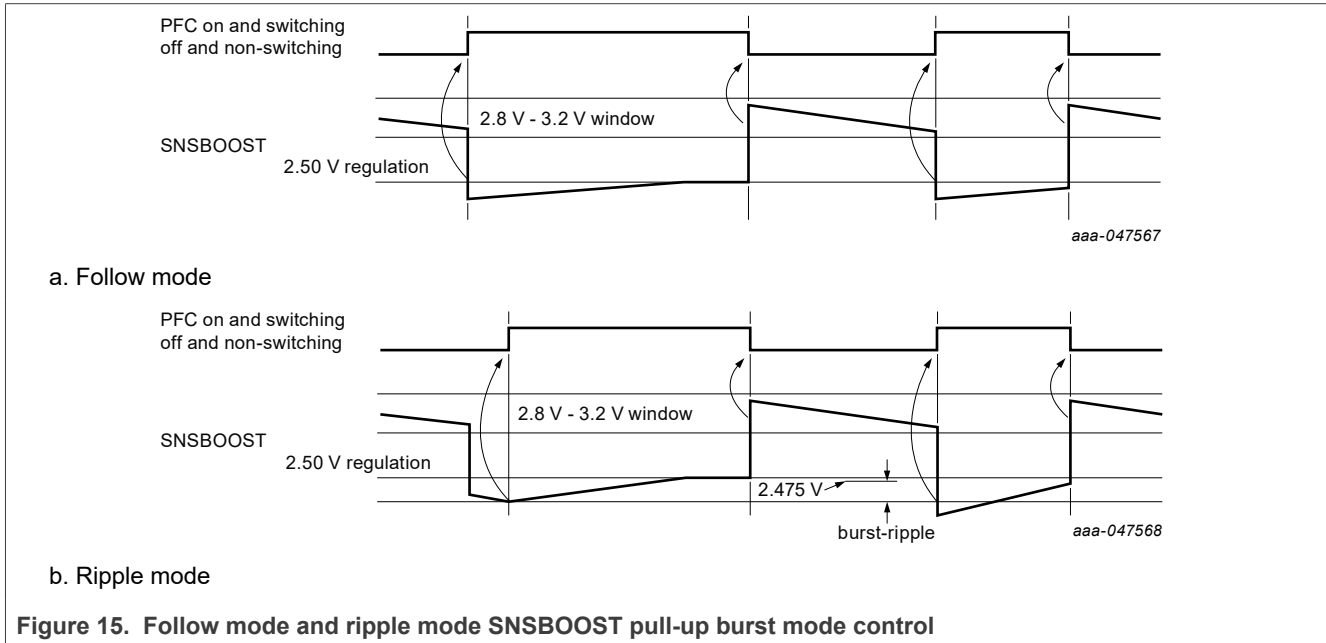 PFC on and switching
off and non-switching
2.8 V - 3.2 V window
SNSBOOST
2.50 V regulation
aaa-047567
a. Follow mode
PFC on and switching
off and non-switching
2.8 V - 3.2 V window
SNSBOOST
2.50 V regulation
2.475 V
burst-ripple
aaa-047568
b. Ripple mode
Figure 15. Follow mode and ripple mode SNSBOOST pull-up burst mode control